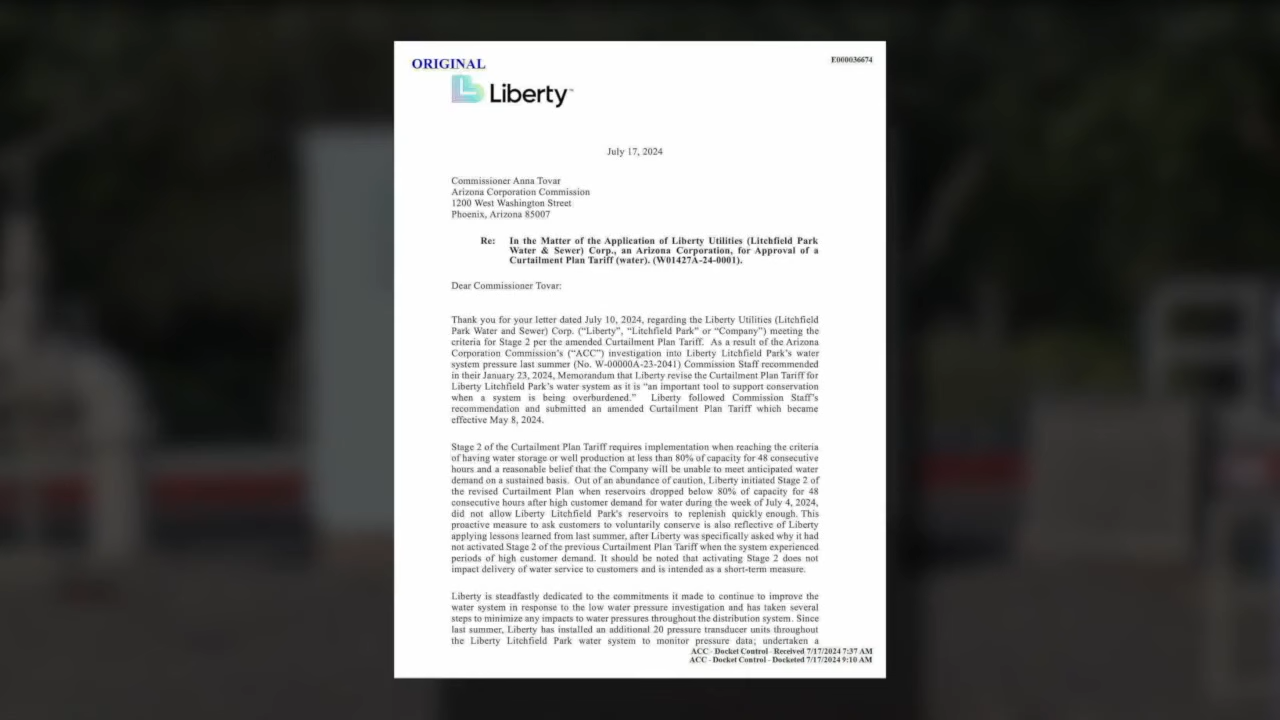 ORIGINAL
E000036674
Liberty™
July 17, 2024
Commissioner Anna Tovar
Arizona Corporation Commission
1200 West Washington Street
Phoenix, Arizona 85007
Re: In the Matter of the Application of Liberty Utilities (Litchfield Park
Water & Sewer) Corp., an Arizona Corporation, for Approval of a
Curtailment Plan Tariff (water). (W01427A-24-0001).
Dear Commissioner Tovar:
Thank you for your letter dated July 10, 2024, regarding the Liberty Utilities (Litchfield
Park Water and Sewer) Corp. (“Liberty”, “Litchfield Park” or “Company”) meeting the
criteria for Stage 2 per the amended Curtailment Plan Tariff. As a result of the Arizona
Corporation Commission’s (“ACC”) investigation into Liberty Litchfield Park’s water
system pressure last summer (No. W-00000A-23-2041) Commission Staff recommended
in their January 23, 2024, Memorandum that Liberty revise the Curtailment Plan Tariff for
Liberty Litchfield Park’s water system as it is “an important tool to support conservation
when a system is being overburdened.” Liberty followed Commission Staff’s
recommendation and submitted an amended Curtailment Plan Tariff which became
effective May 8, 2024.
Stage 2 of the Curtailment Plan Tariff requires implementation when reaching the criteria
of having water storage or well production at less than 80% of capacity for 48 consecutive
hours and a reasonable belief that the Company will be unable to meet anticipated water
demand on a sustained basis. Out of an abundance of caution, Liberty initiated Stage 2 of
the revised Curtailment Plan when reservoirs dropped below 80% of capacity for 48
consecutive hours after high customer demand for water during the week of July 4, 2024,
did not allow Liberty Litchfield Park’s reservoirs to replenish quickly enough. This
proactive measure to ask customers to voluntarily conserve is also reflective of Liberty
applying lessons learned from last summer, after Liberty was specifically asked why it had
not activated Stage 2 of the previous Curtailment Plan Tariff when the system experienced
periods of high customer demand. It should be noted that activating Stage 2 does not
impact delivery of water service to customers and is intended as a short-term measure.
Liberty is steadfastly dedicated to the commitments it made to continue to improve the
water system in response to the low water pressure investigation and has taken several
steps to minimize any impacts to water pressures throughout the distribution system. Since
last summer, Liberty has installed an additional 20 pressure transducer units throughout
the Liberty Litchfield Park water system to monitor pressure data; undertaken a
ACC - Docket Control - Received 7/17/2024 7:37 AM
ACC - Docket Control - Docketed 7/17/2024 9:10 AM